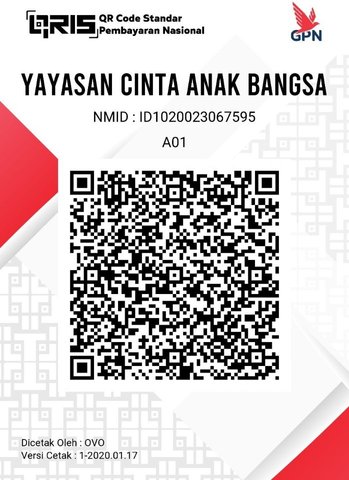 QRIS QR Code Standar
Pembayaran Nasional
GPN
YAYASAN CINTA ANAK BANGSA
NMID : ID1020023067595
A01
Dicetak Oleh : OVO
Versi Cetak : 1-2020.01.17